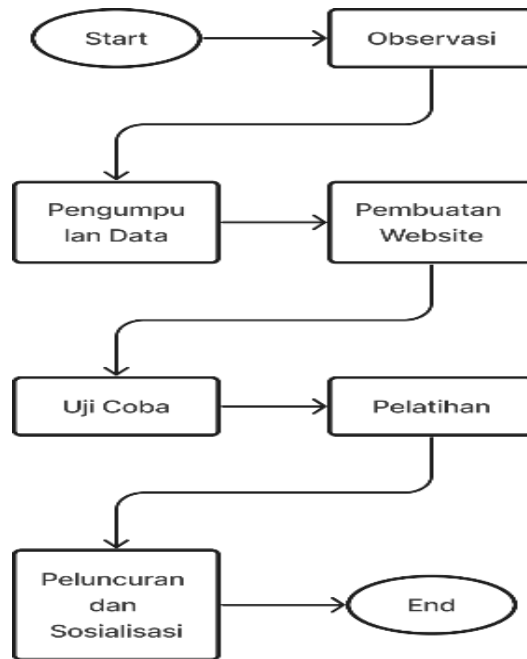 Start
Observasi
Pengumpu
lan Data
Pembuatan
Website
Uji Coba
Pelatihan
Peluncuran
dan
Sosialisasi
End